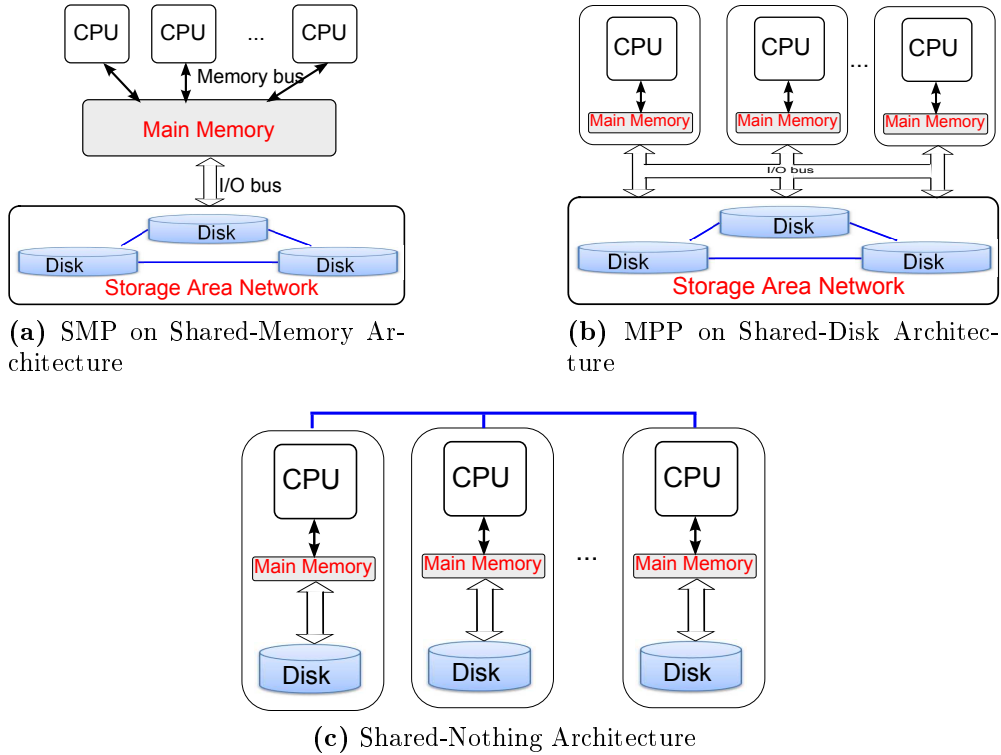 CPU CPU ... CPU
Memory bus
Main Memory
I/O bus
Disk
Disk Disk
Storage Area Network
(a) SMP on Shared-Memory Ar-
chitecture
CPU CPU ... CPU
Main Memory Main Memory Main Memory
I/O bus
Disk
Disk Disk
Storage Area Network
(b) MPP on Shared-Disk Architec-
ture
CPU CPU CPU
Main Memory Main Memory ... Main Memory
Disk Disk Disk
(c) Shared-Nothing Architecture